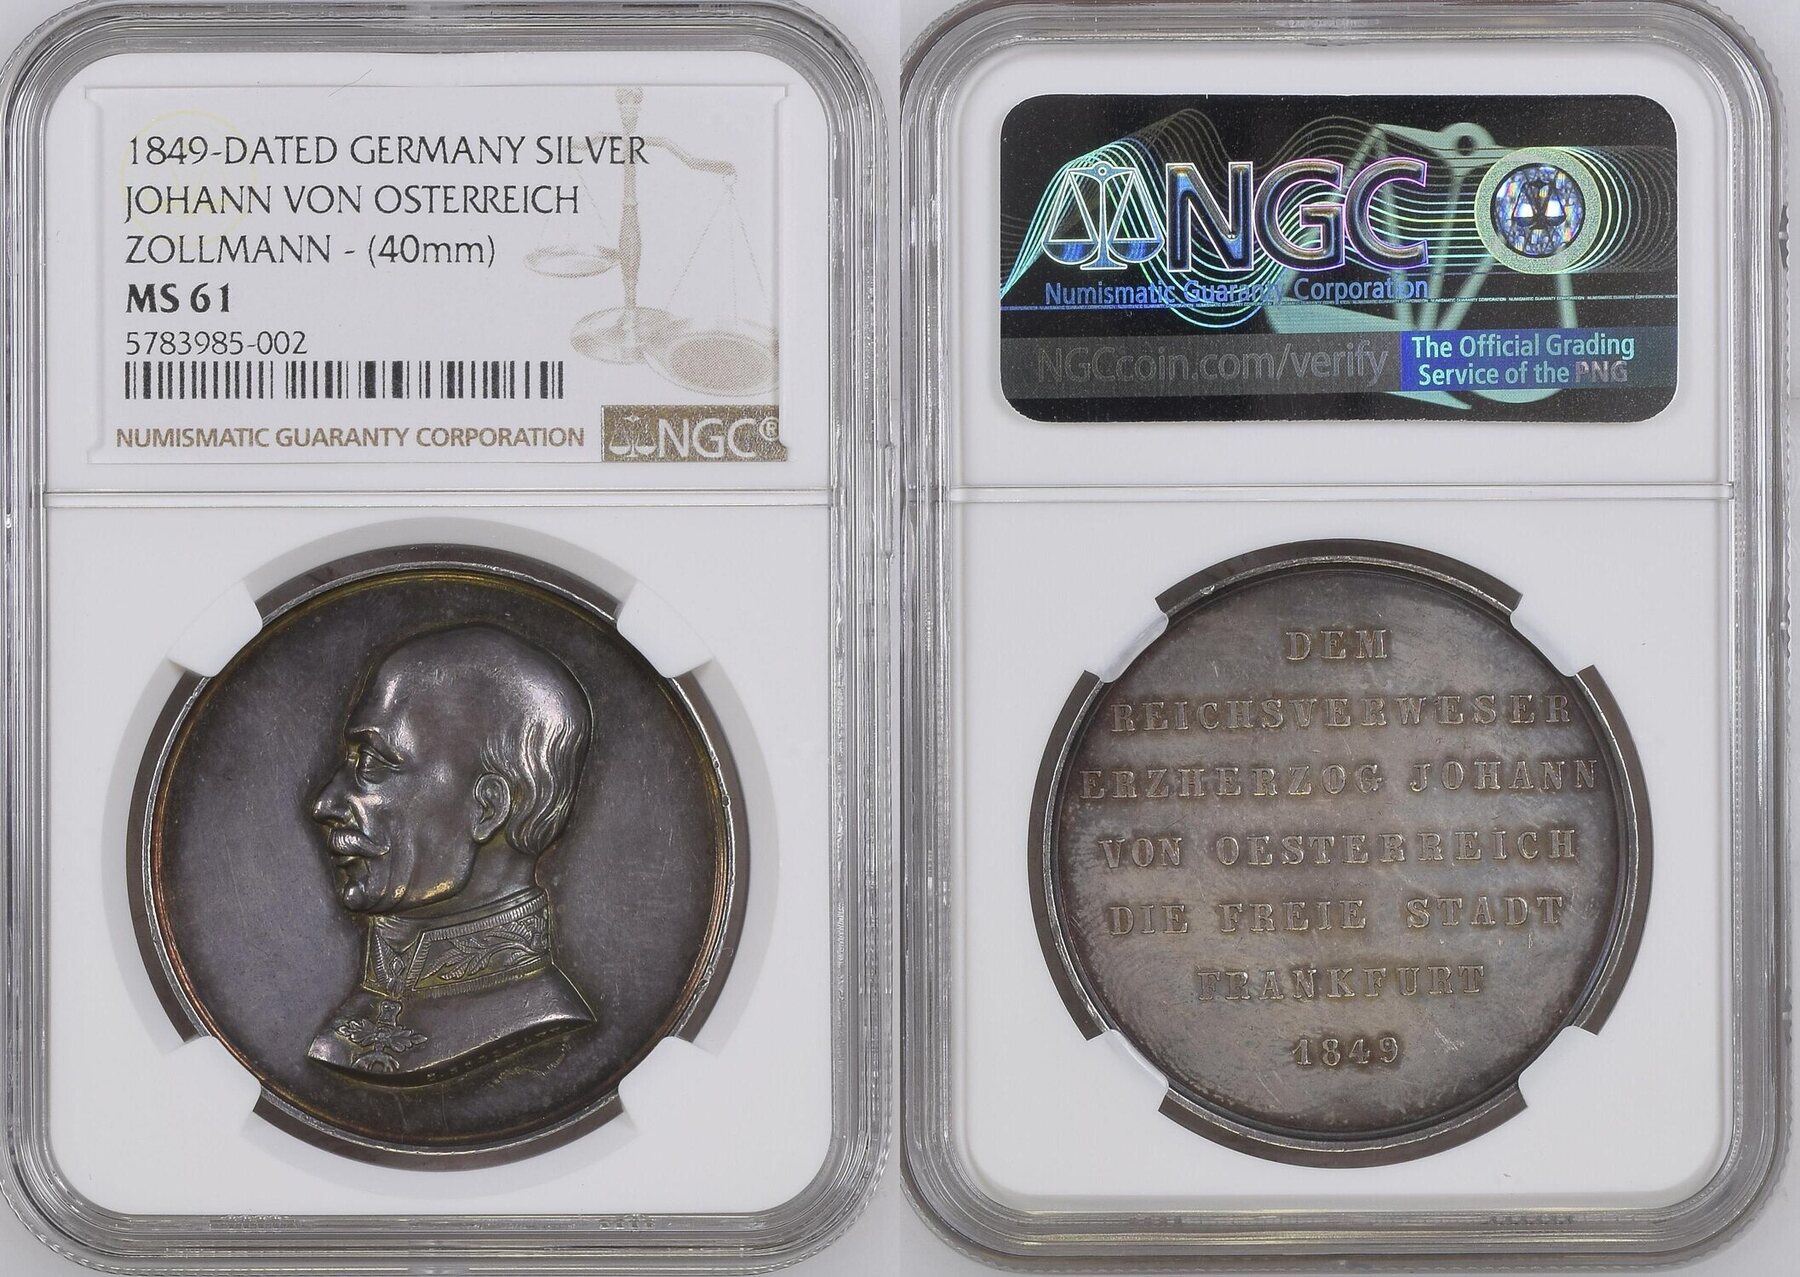 1849-DATED GERMANY SILVER
JOHANN VON OSTERREICH
ZOLLMANN - (40mm)
MS 61
5783985-002
NUMISMATIC GUARANTY CORPORATION
NGC®
NGC
Numismatic Guaranty Corporation
NGCcoin.com/verify
The Official Grading
Service of the PNG
DEM
REICHSVERWESER
ERZHERZOG JOHANN
VON OESTERREICH
DIE FREIE STADT
FRANKFURT
1849